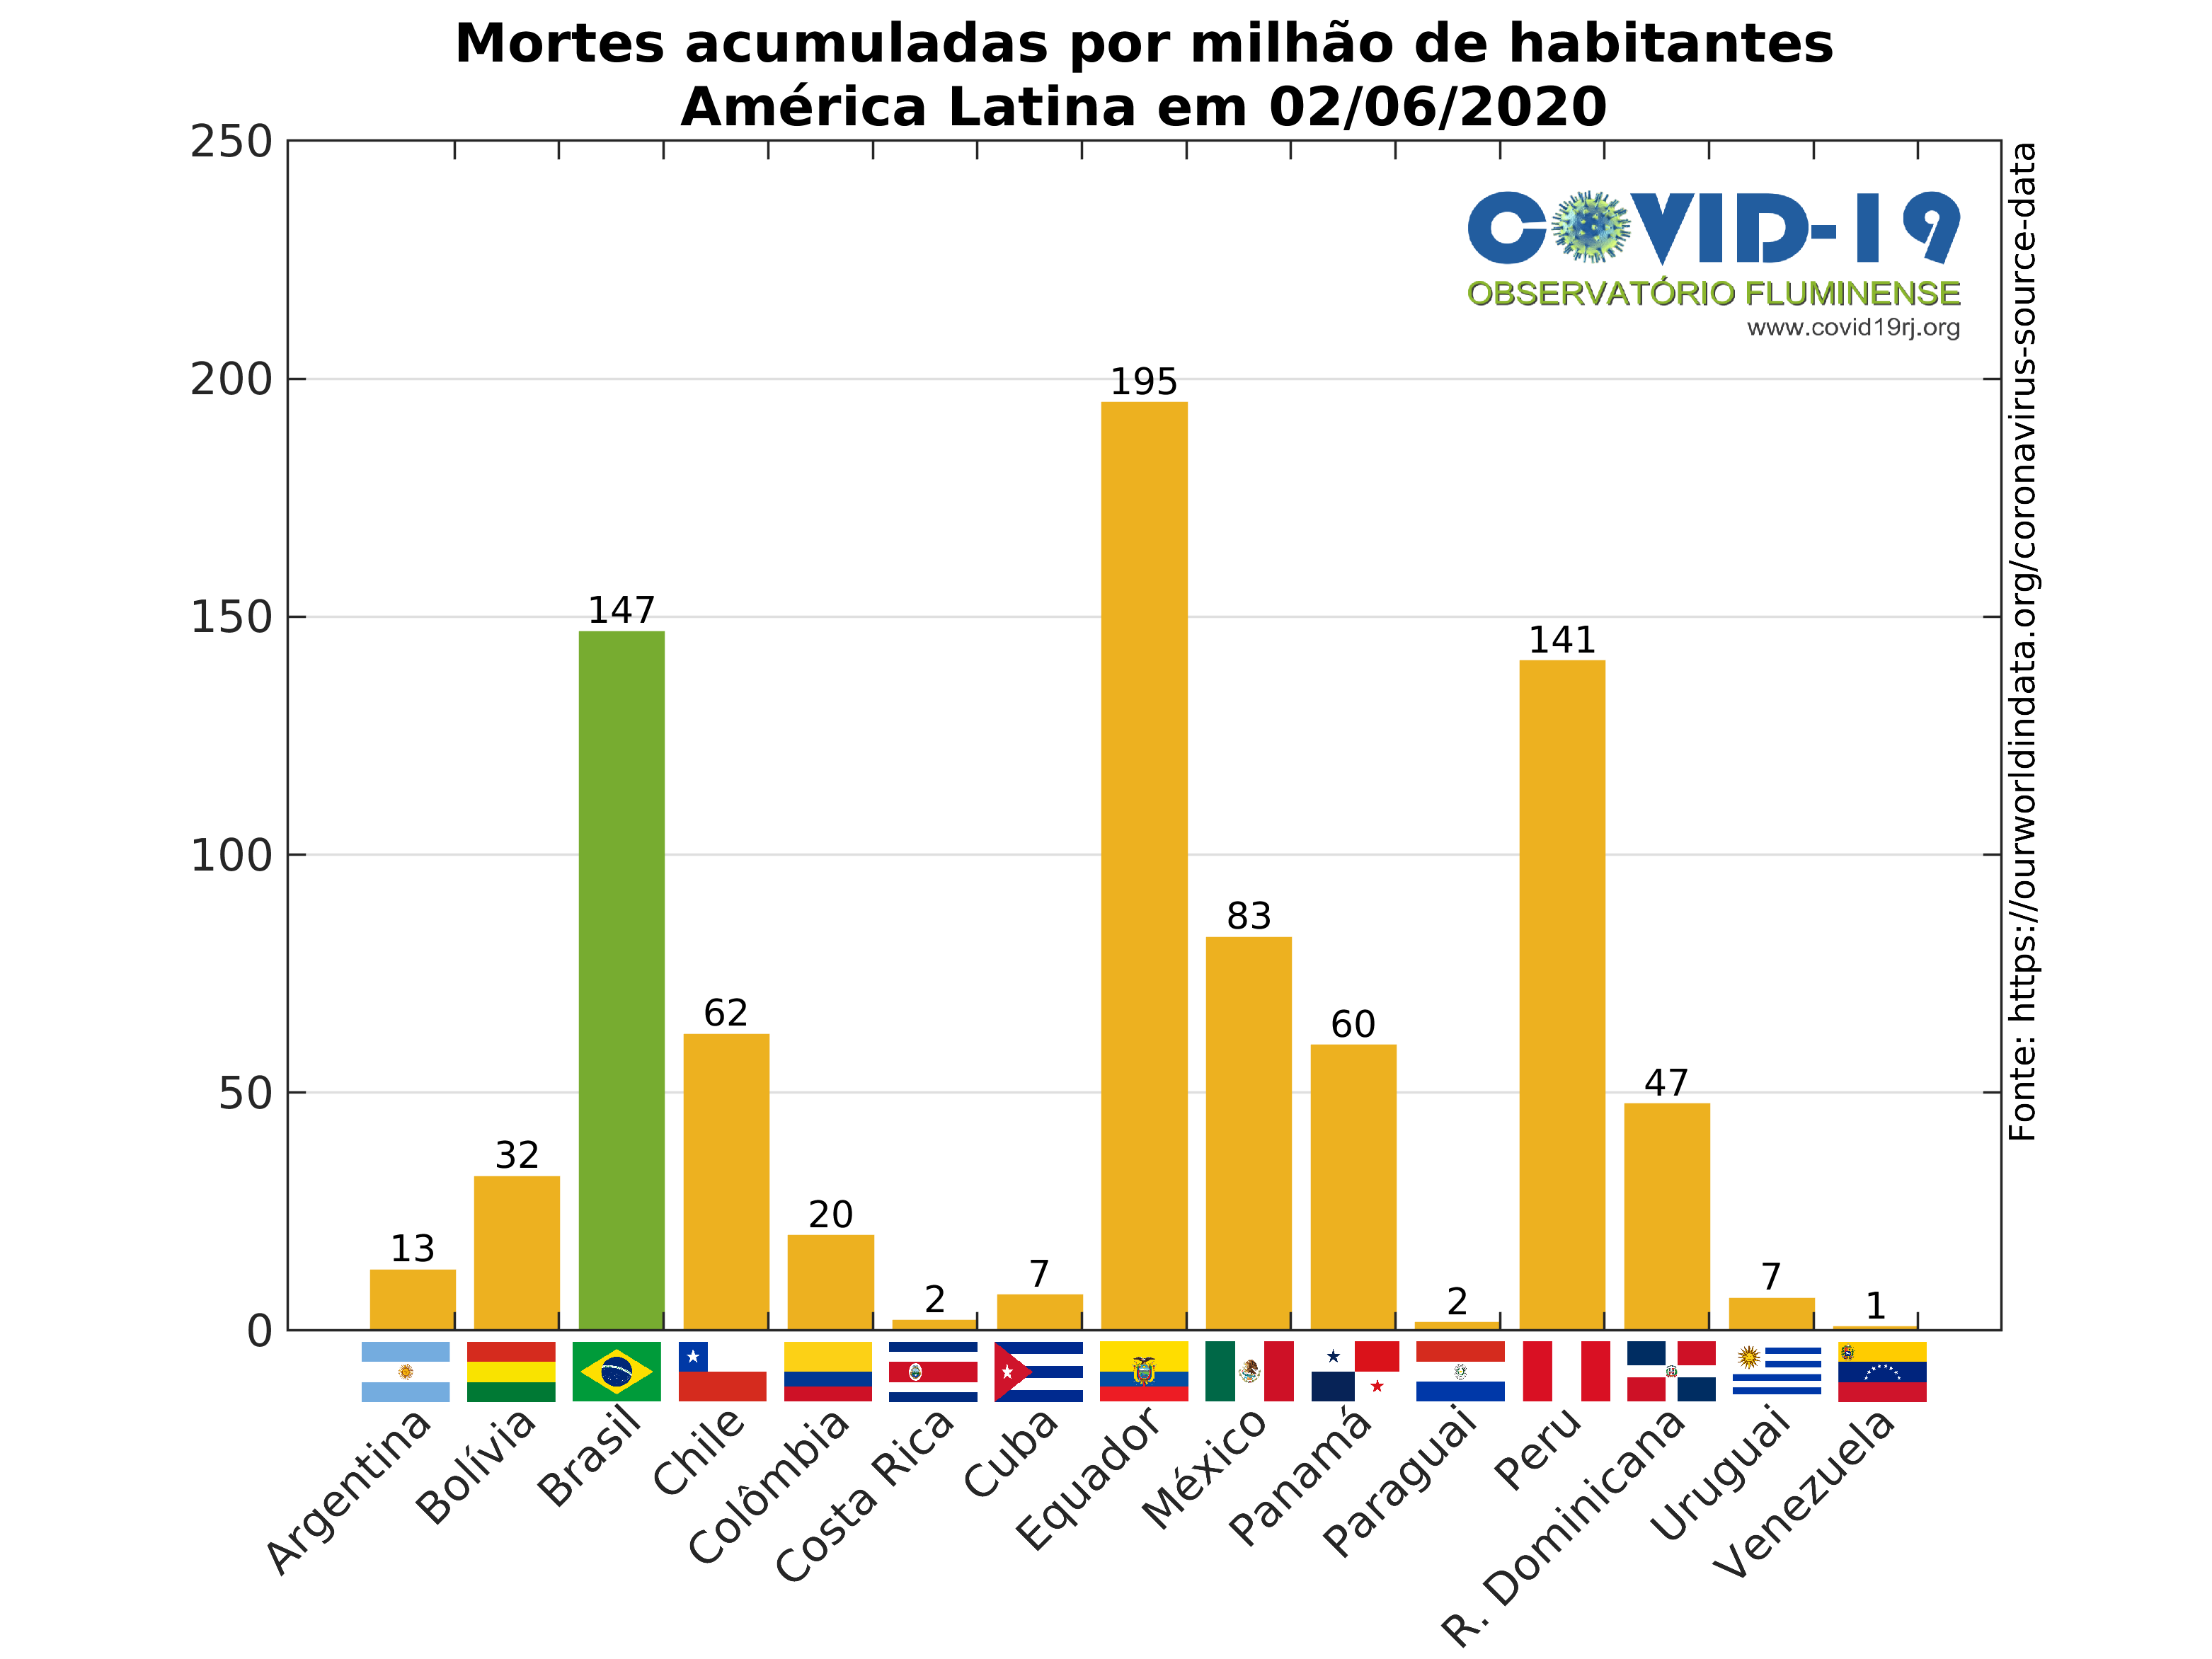 Mortes acumuladas por milhão de habitantes
América Latina em 02/06/2020
250
200
150
100
50
0
COVID-19
OBSERVATÓRIO FLUMINENSE
www.covid19rj.org
13
32
147
62
20
2
7
195
83
60
2
141
47
7
1
Argentina
Bolívia
Brasil
Chile
Colômbia
Costa Rica
Cuba
Equador
México
Panamá
Paraguai
Peru
R. Dominicana
Uruguai
Venezuela
Fonte: https://ourworldindata.org/coronavirus-source-data